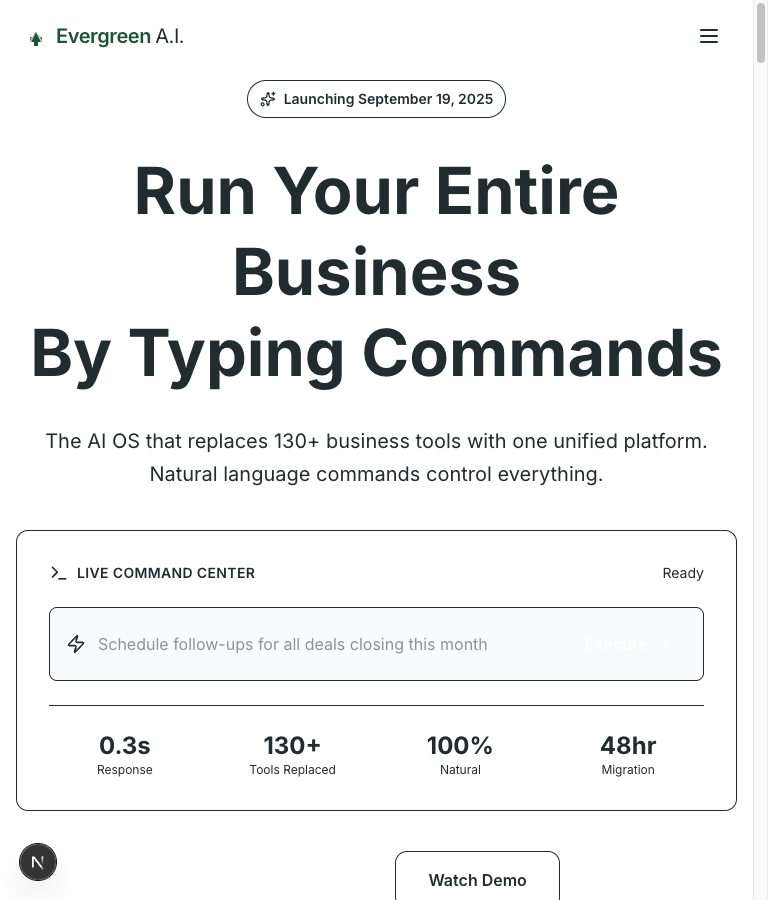 Evergreen A.I.
Launching September 19, 2025
Run Your Entire
Business
By Typing Commands
The AI OS that replaces 130+ business tools with one unified platform.
Natural language commands control everything.
LIVE COMMAND CENTER
Ready
Schedule follow-ups for all deals closing this month
Execute →
0.3s
130+
100%
48hr
Response
Tools Replaced
Natural
Migration
N
Watch Demo